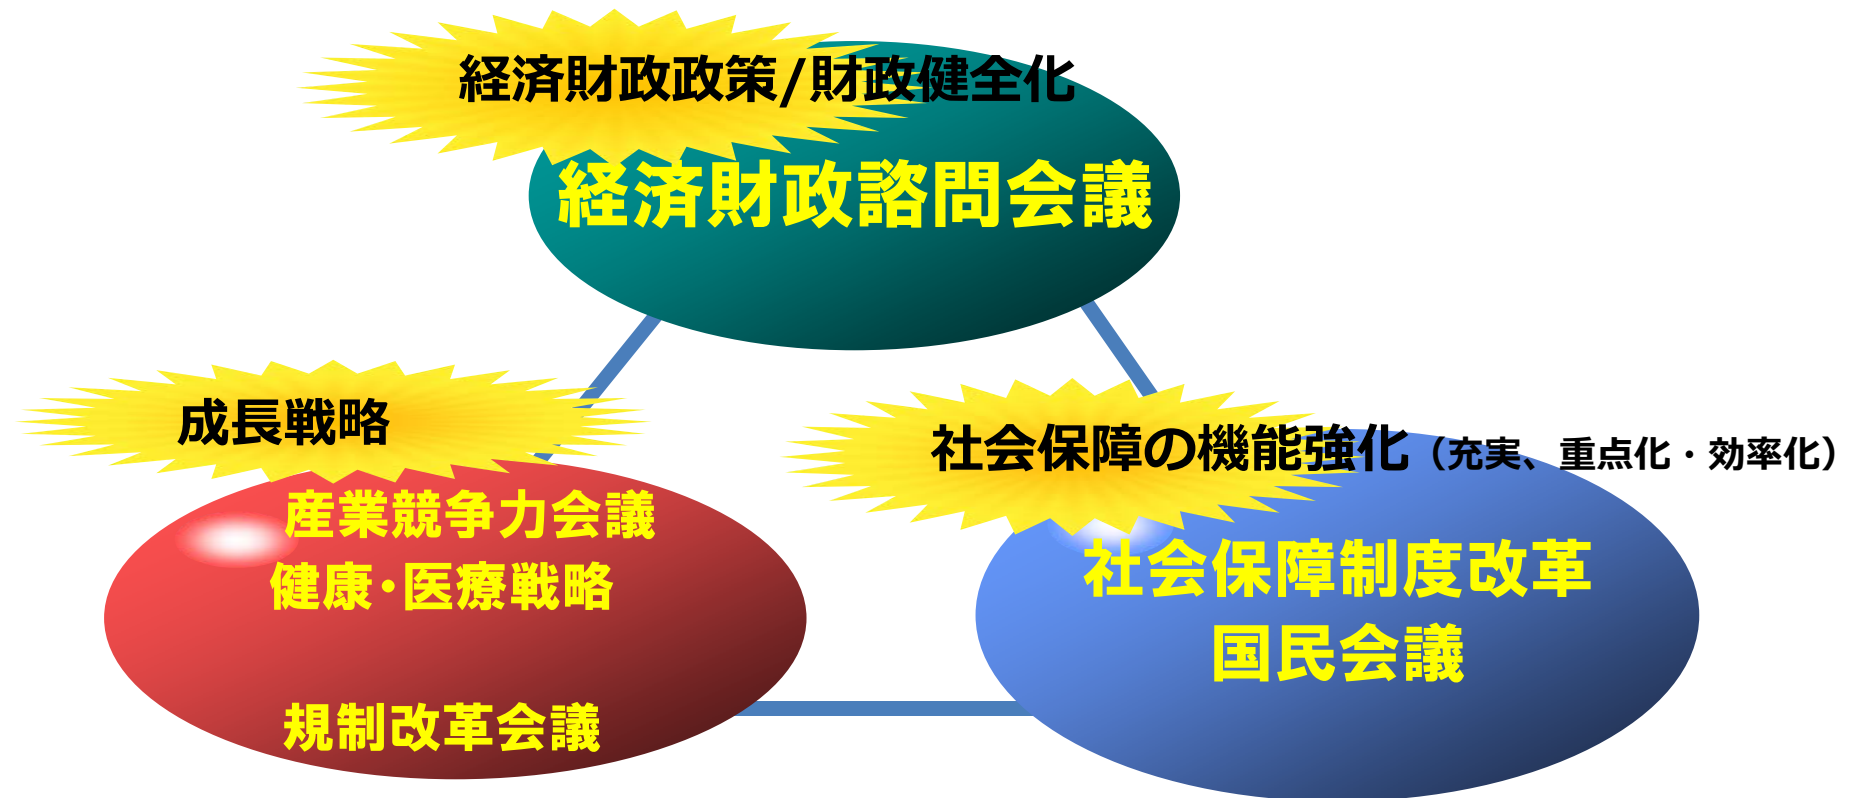 経済財政政策/財政健全化
経済財政諮問会議
成長戦略
産業競争力会議
健康・医療戦略
規制改革会議
社会保障の機能強化（充実、重点化・効率化）
社会保障制度改革
国民会議